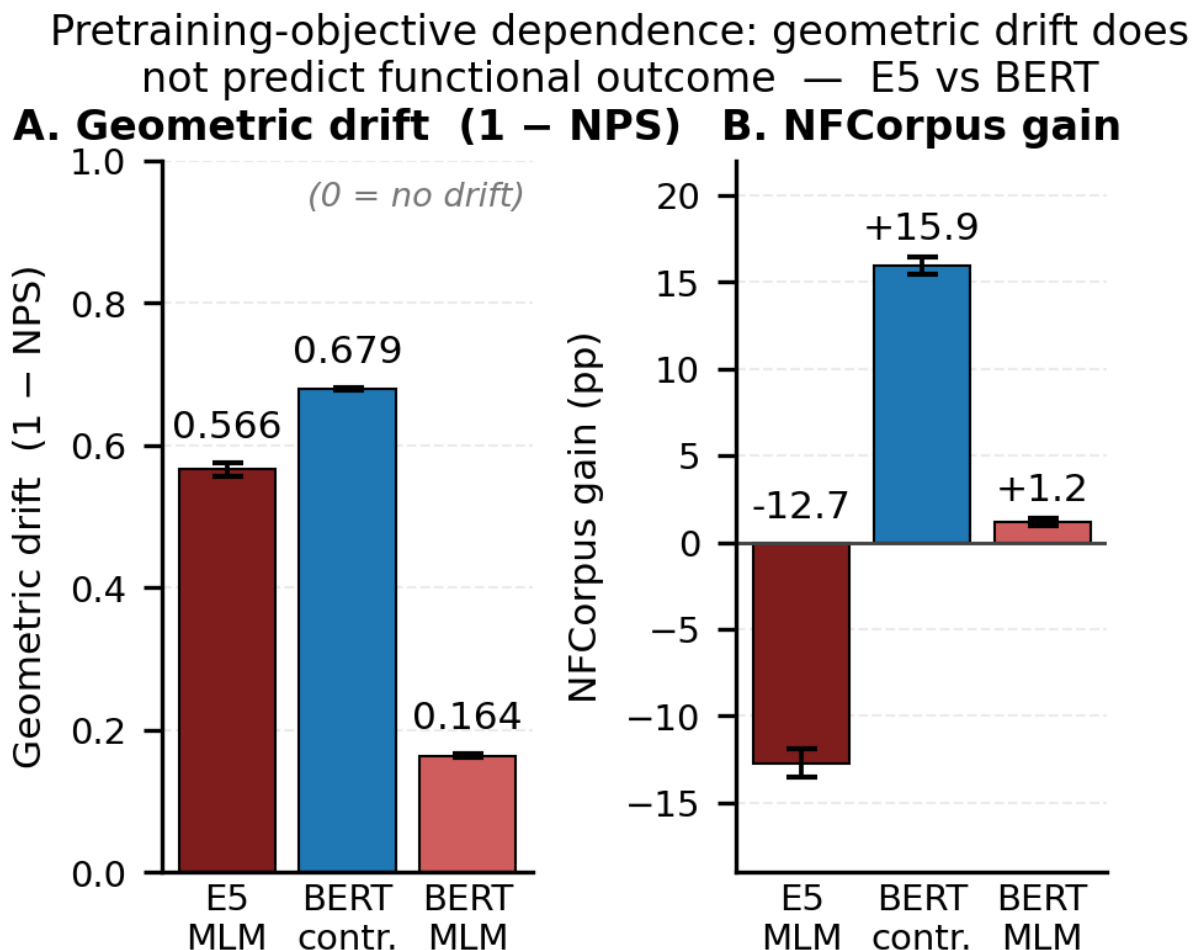 Pretraining-objective dependence: geometric drift does
not predict functional outcome — E5 vs BERT
A. Geometric drift (1 − NPS)
B. NFCorpus gain
Geometric drift (1 − NPS)
1.0
0.8
0.6
0.4
0.2
0.0
(0 = no drift)
0.566
0.679
0.164
E5
MLM
BERT
contr.
BERT
MLM
NFCorpus gain (pp)
20
15
10
5
0
−5
−10
−15
-12.7
+15.9
+1.2
E5
MLM
BERT
contr.
BERT
MLM